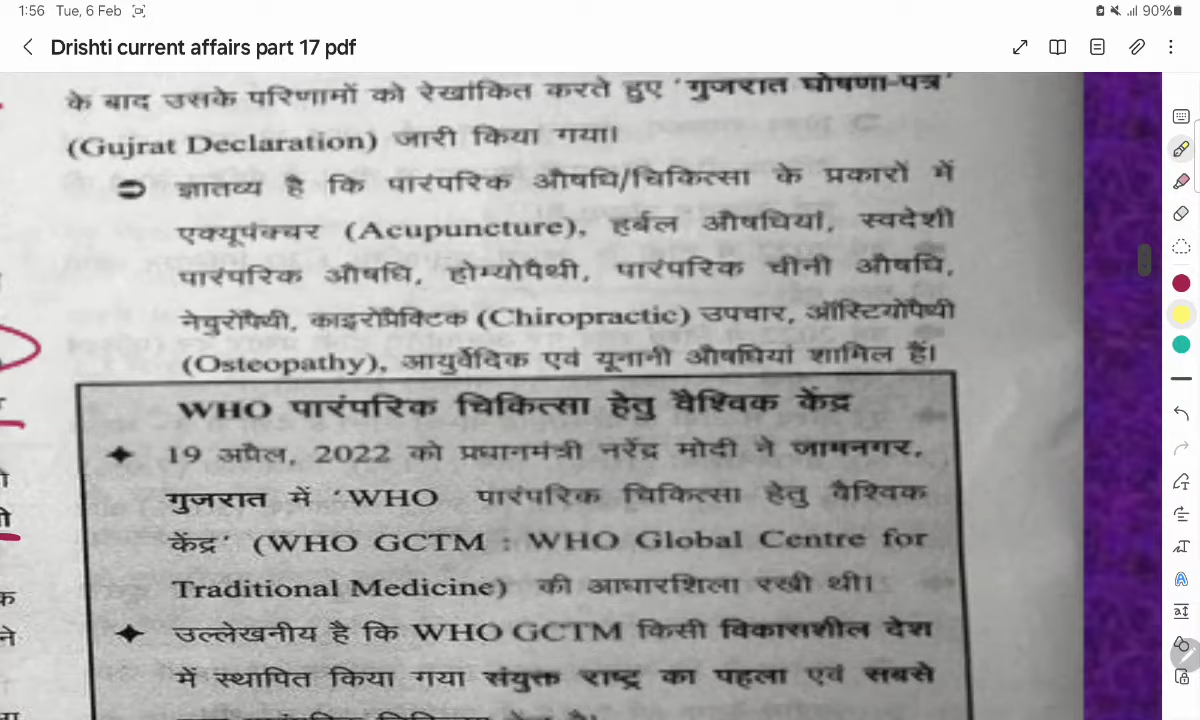 1:56 Tue, 6 Feb 90%
Drishti current affairs part 17 pdf
के बाद उसके परिणामों को रेखांकित करते हुए 'गुजरात घोषणा-पत्र'
(Gujrat Declaration) जारी किया गया।
ज्ञातव्य है कि पारंपरिक औषधि/चिकित्सा के प्रकारों में
एक्यूपंक्चर (Acupuncture), हर्बल औषधियां, स्वदेशी
पारंपरिक औषधि, होम्योपैथी, पारंपरिक चीनी औषधि,
नेचुरोपैथी, काइरोप्रैक्टिक (Chiropractic) उपचार, ऑस्टियोपैथी
(Osteopathy), आयुर्वेदिक एवं यूनानी औषधियां शामिल हैं।
WHO पारंपरिक चिकित्सा हेतु वैश्विक केंद्र
19 अप्रैल, 2022 को प्रधानमंत्री नरेंद्र मोदी ने जामनगर,
गुजरात में 'WHO पारंपरिक चिकित्सा हेतु वैश्विक
केंद्र' (WHO GCTM : WHO Global Centre for
Traditional Medicine) की आधारशिला रखी थी।
उल्लेखनीय है कि WHO GCTM किसी विकासशील देश
में स्थापित किया गया संयुक्त राष्ट्र का पहला एवं सबसे